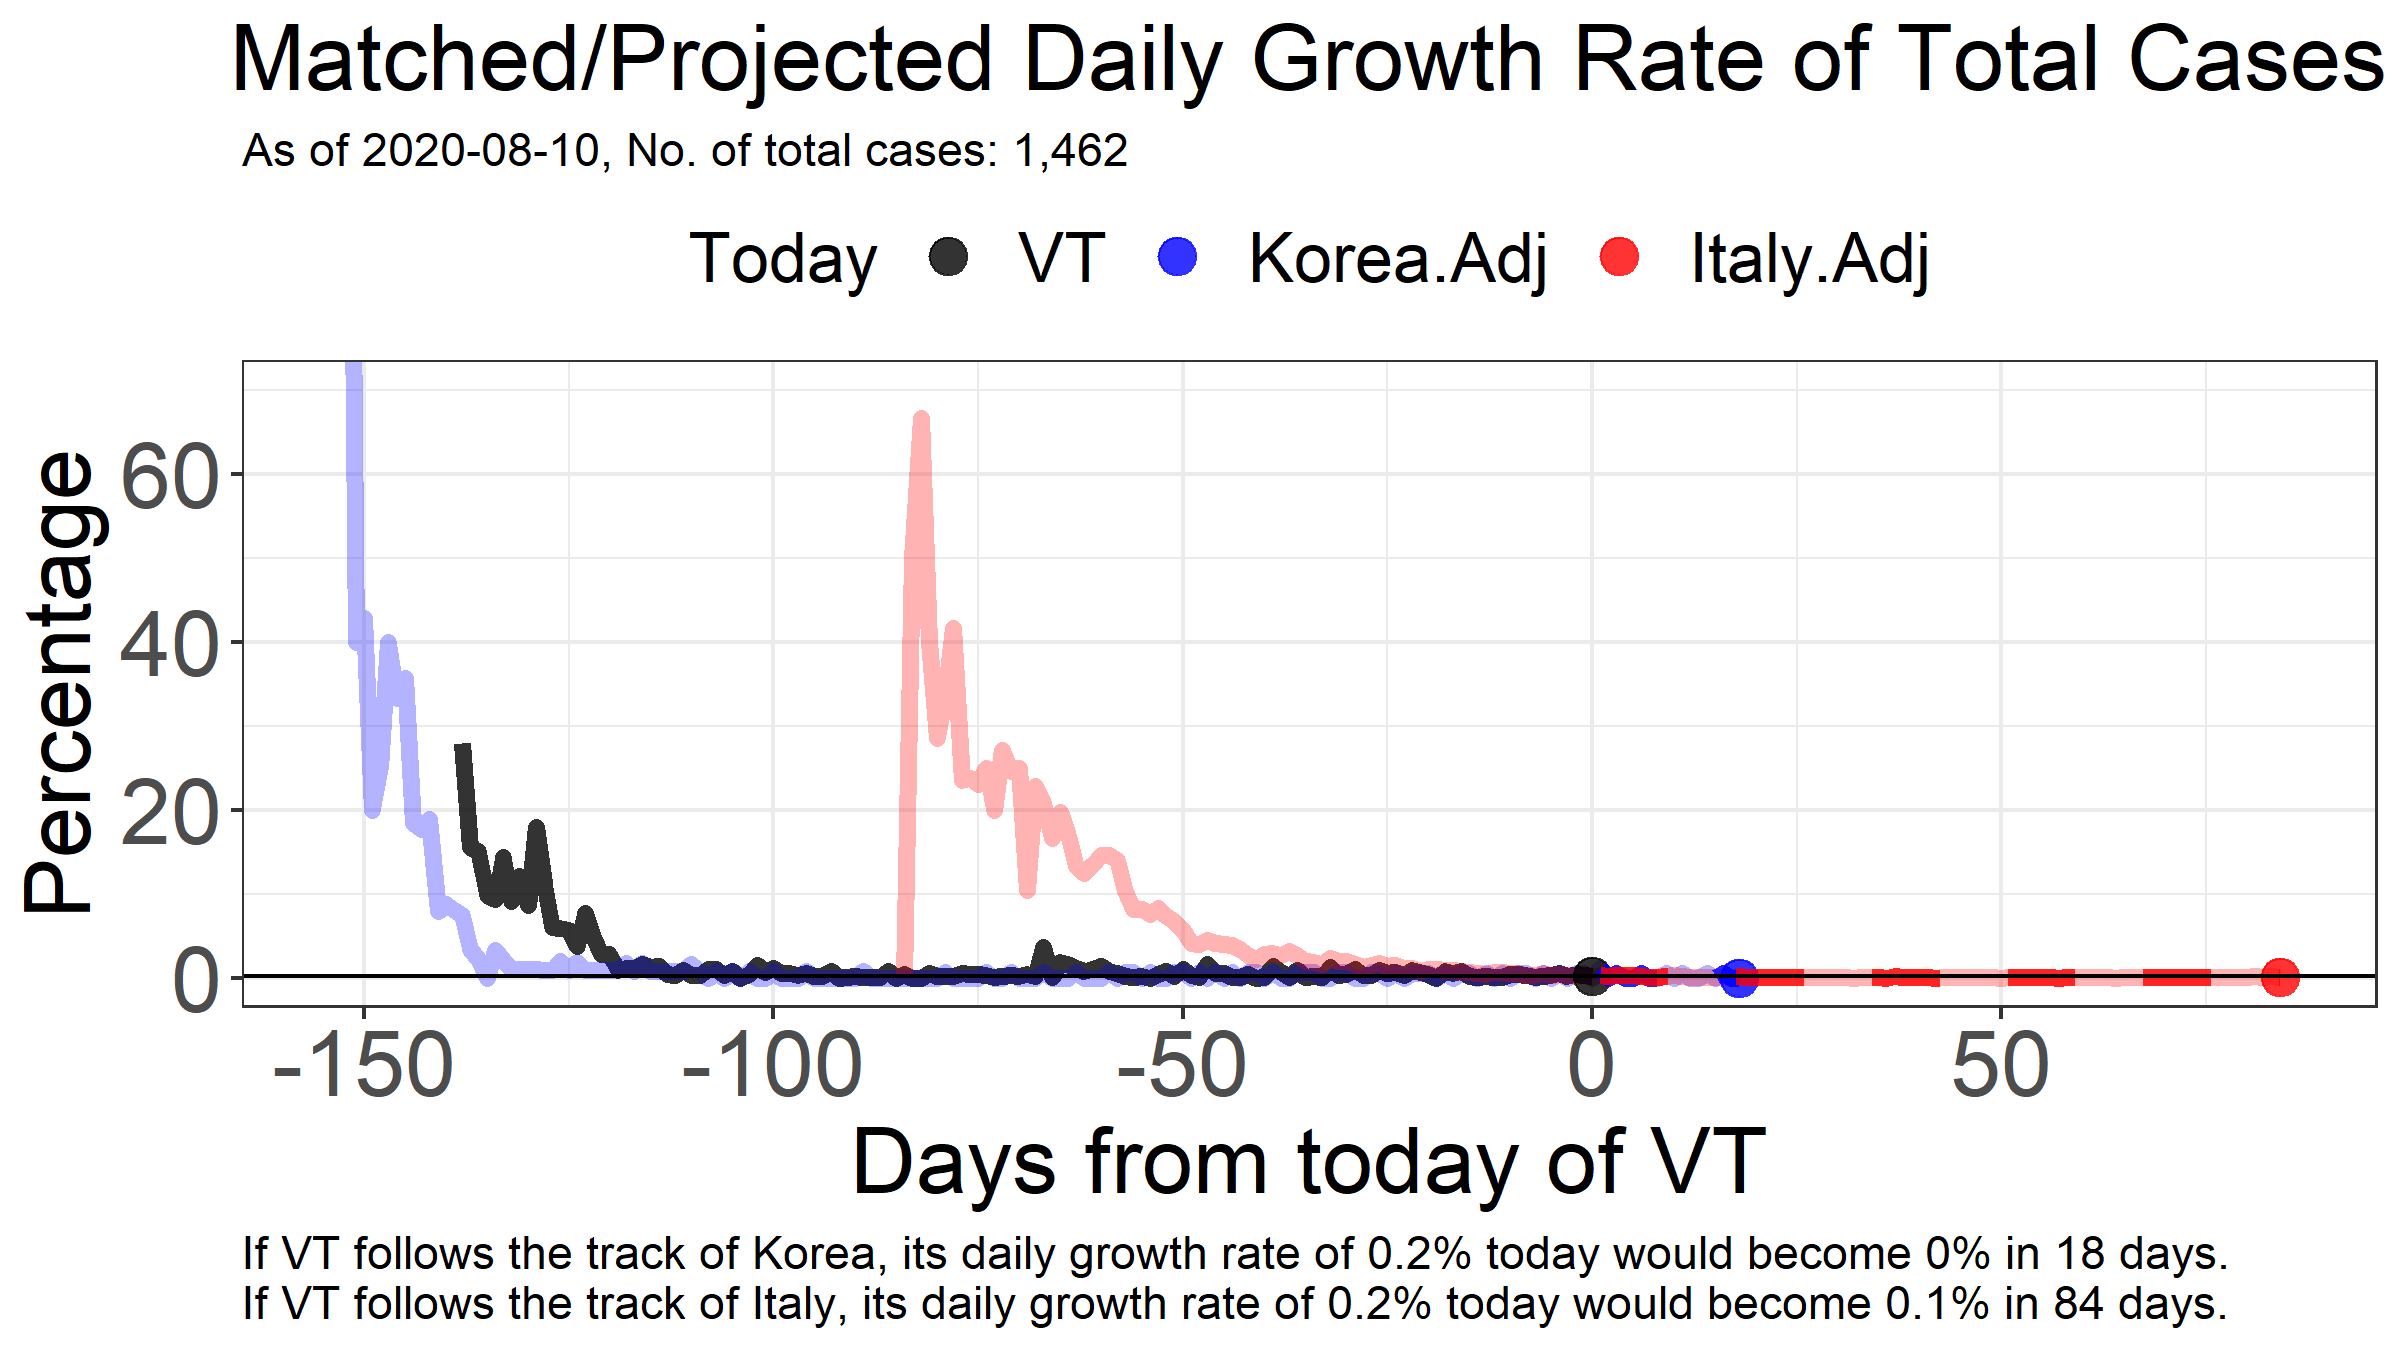 Matched/Projected Daily Growth Rate of Total Cases
As of 2020-08-10, No. of total cases: 1,462
Today VT Korea.Adj Italy.Adj
Percentage
60
40
20
0
-150 -100 -50 0 50
Days from today of VT
If VT follows the track of Korea, its daily growth rate of 0.2% today would become 0% in 18 days.
If VT follows the track of Italy, its daily growth rate of 0.2% today would become 0.1% in 84 days.